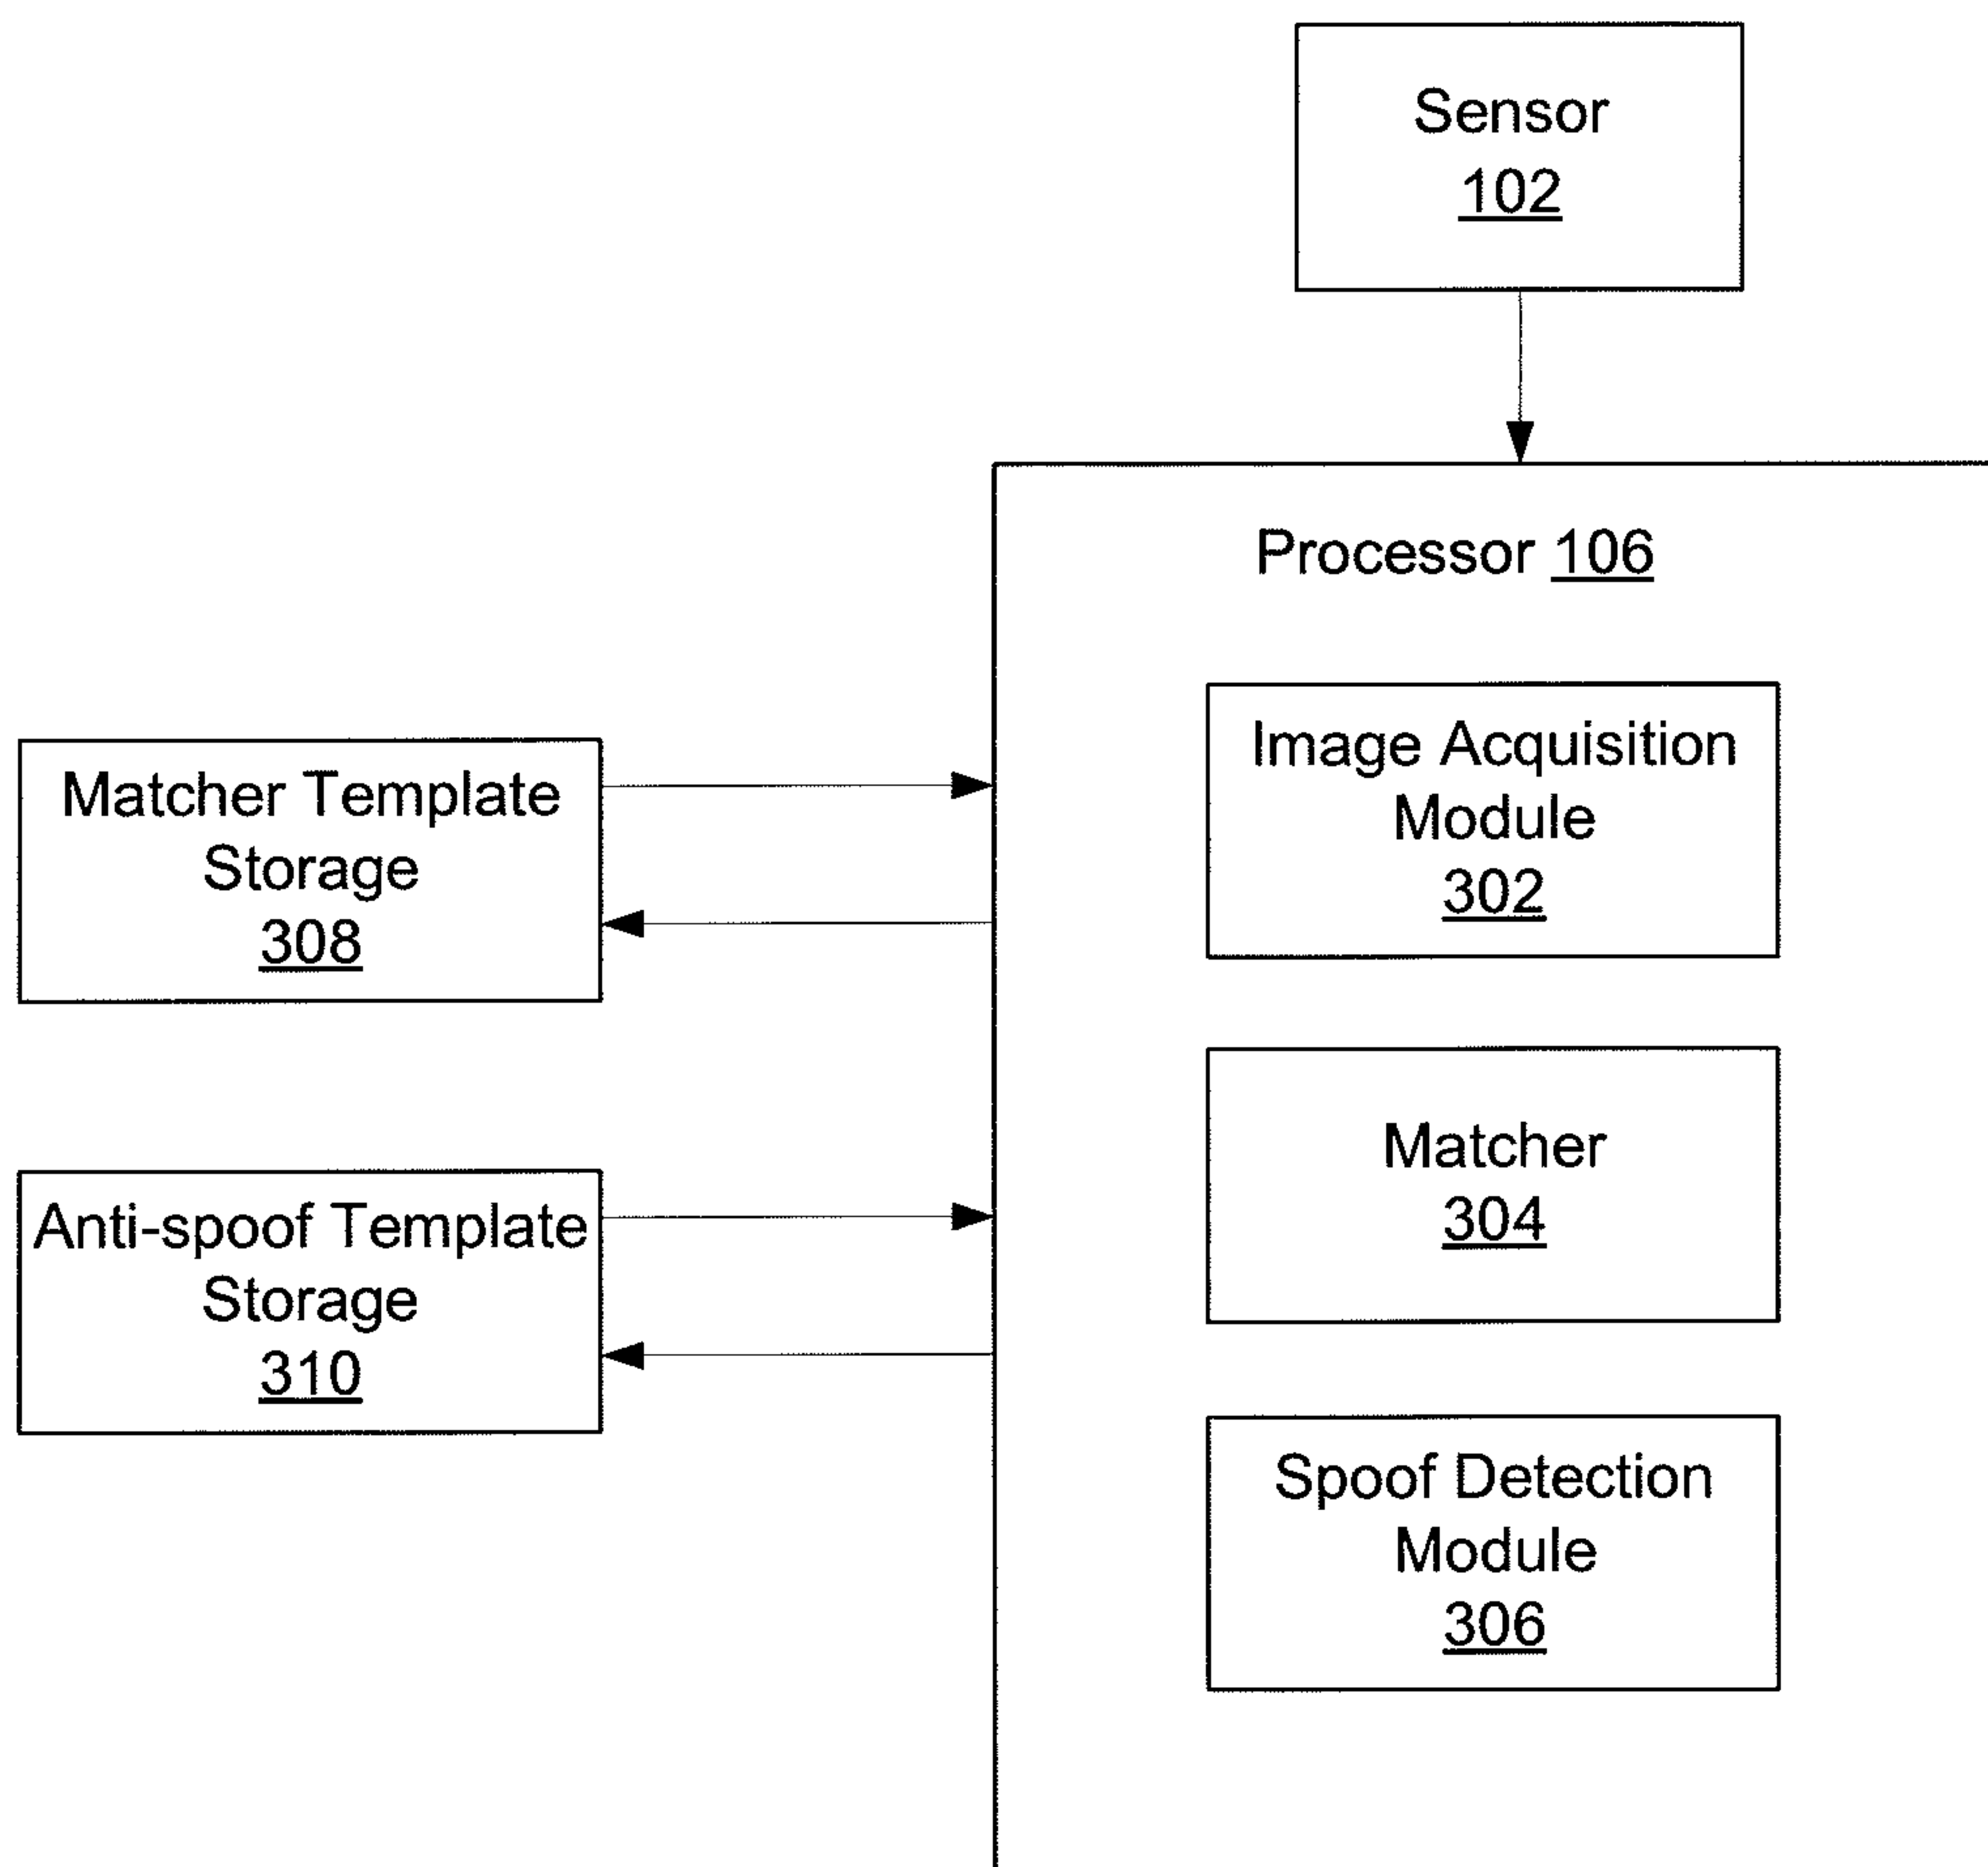 Sensor
102
Processor 106
Image Acquisition
Module
302
Matcher Template
Storage
308
Matcher
304
Anti-spoof Template
Storage
310
Spoof Detection
Module
306